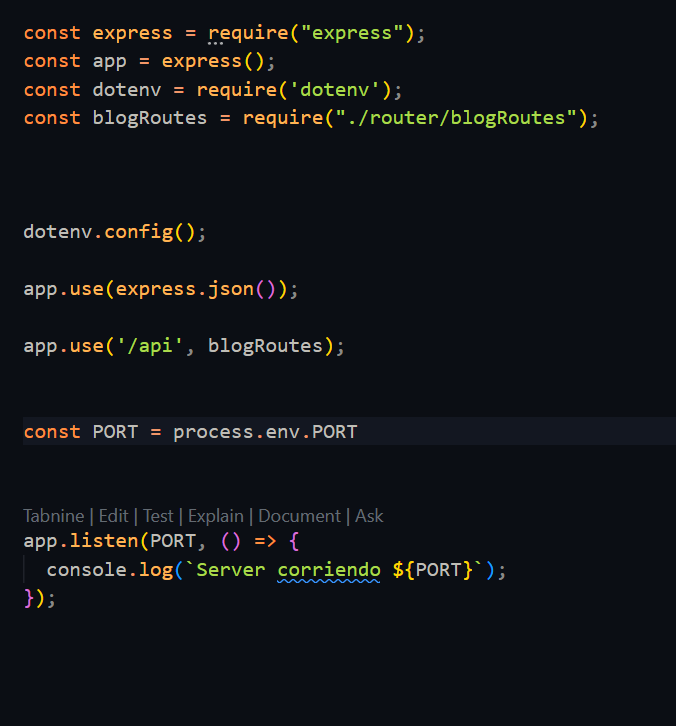 const express = require("express");
const app = express();
const dotenv = require('dotenv');
const blogRoutes = require("./router/blogRoutes");
dotenv.config();
app.use(express.json());
app.use('/api', blogRoutes);
const PORT = process.env.PORT
Tabnine | Edit | Test | Explain | Document | Ask
app.listen(PORT, () => {
  console.log(`Server corriendo ${PORT}`);
});